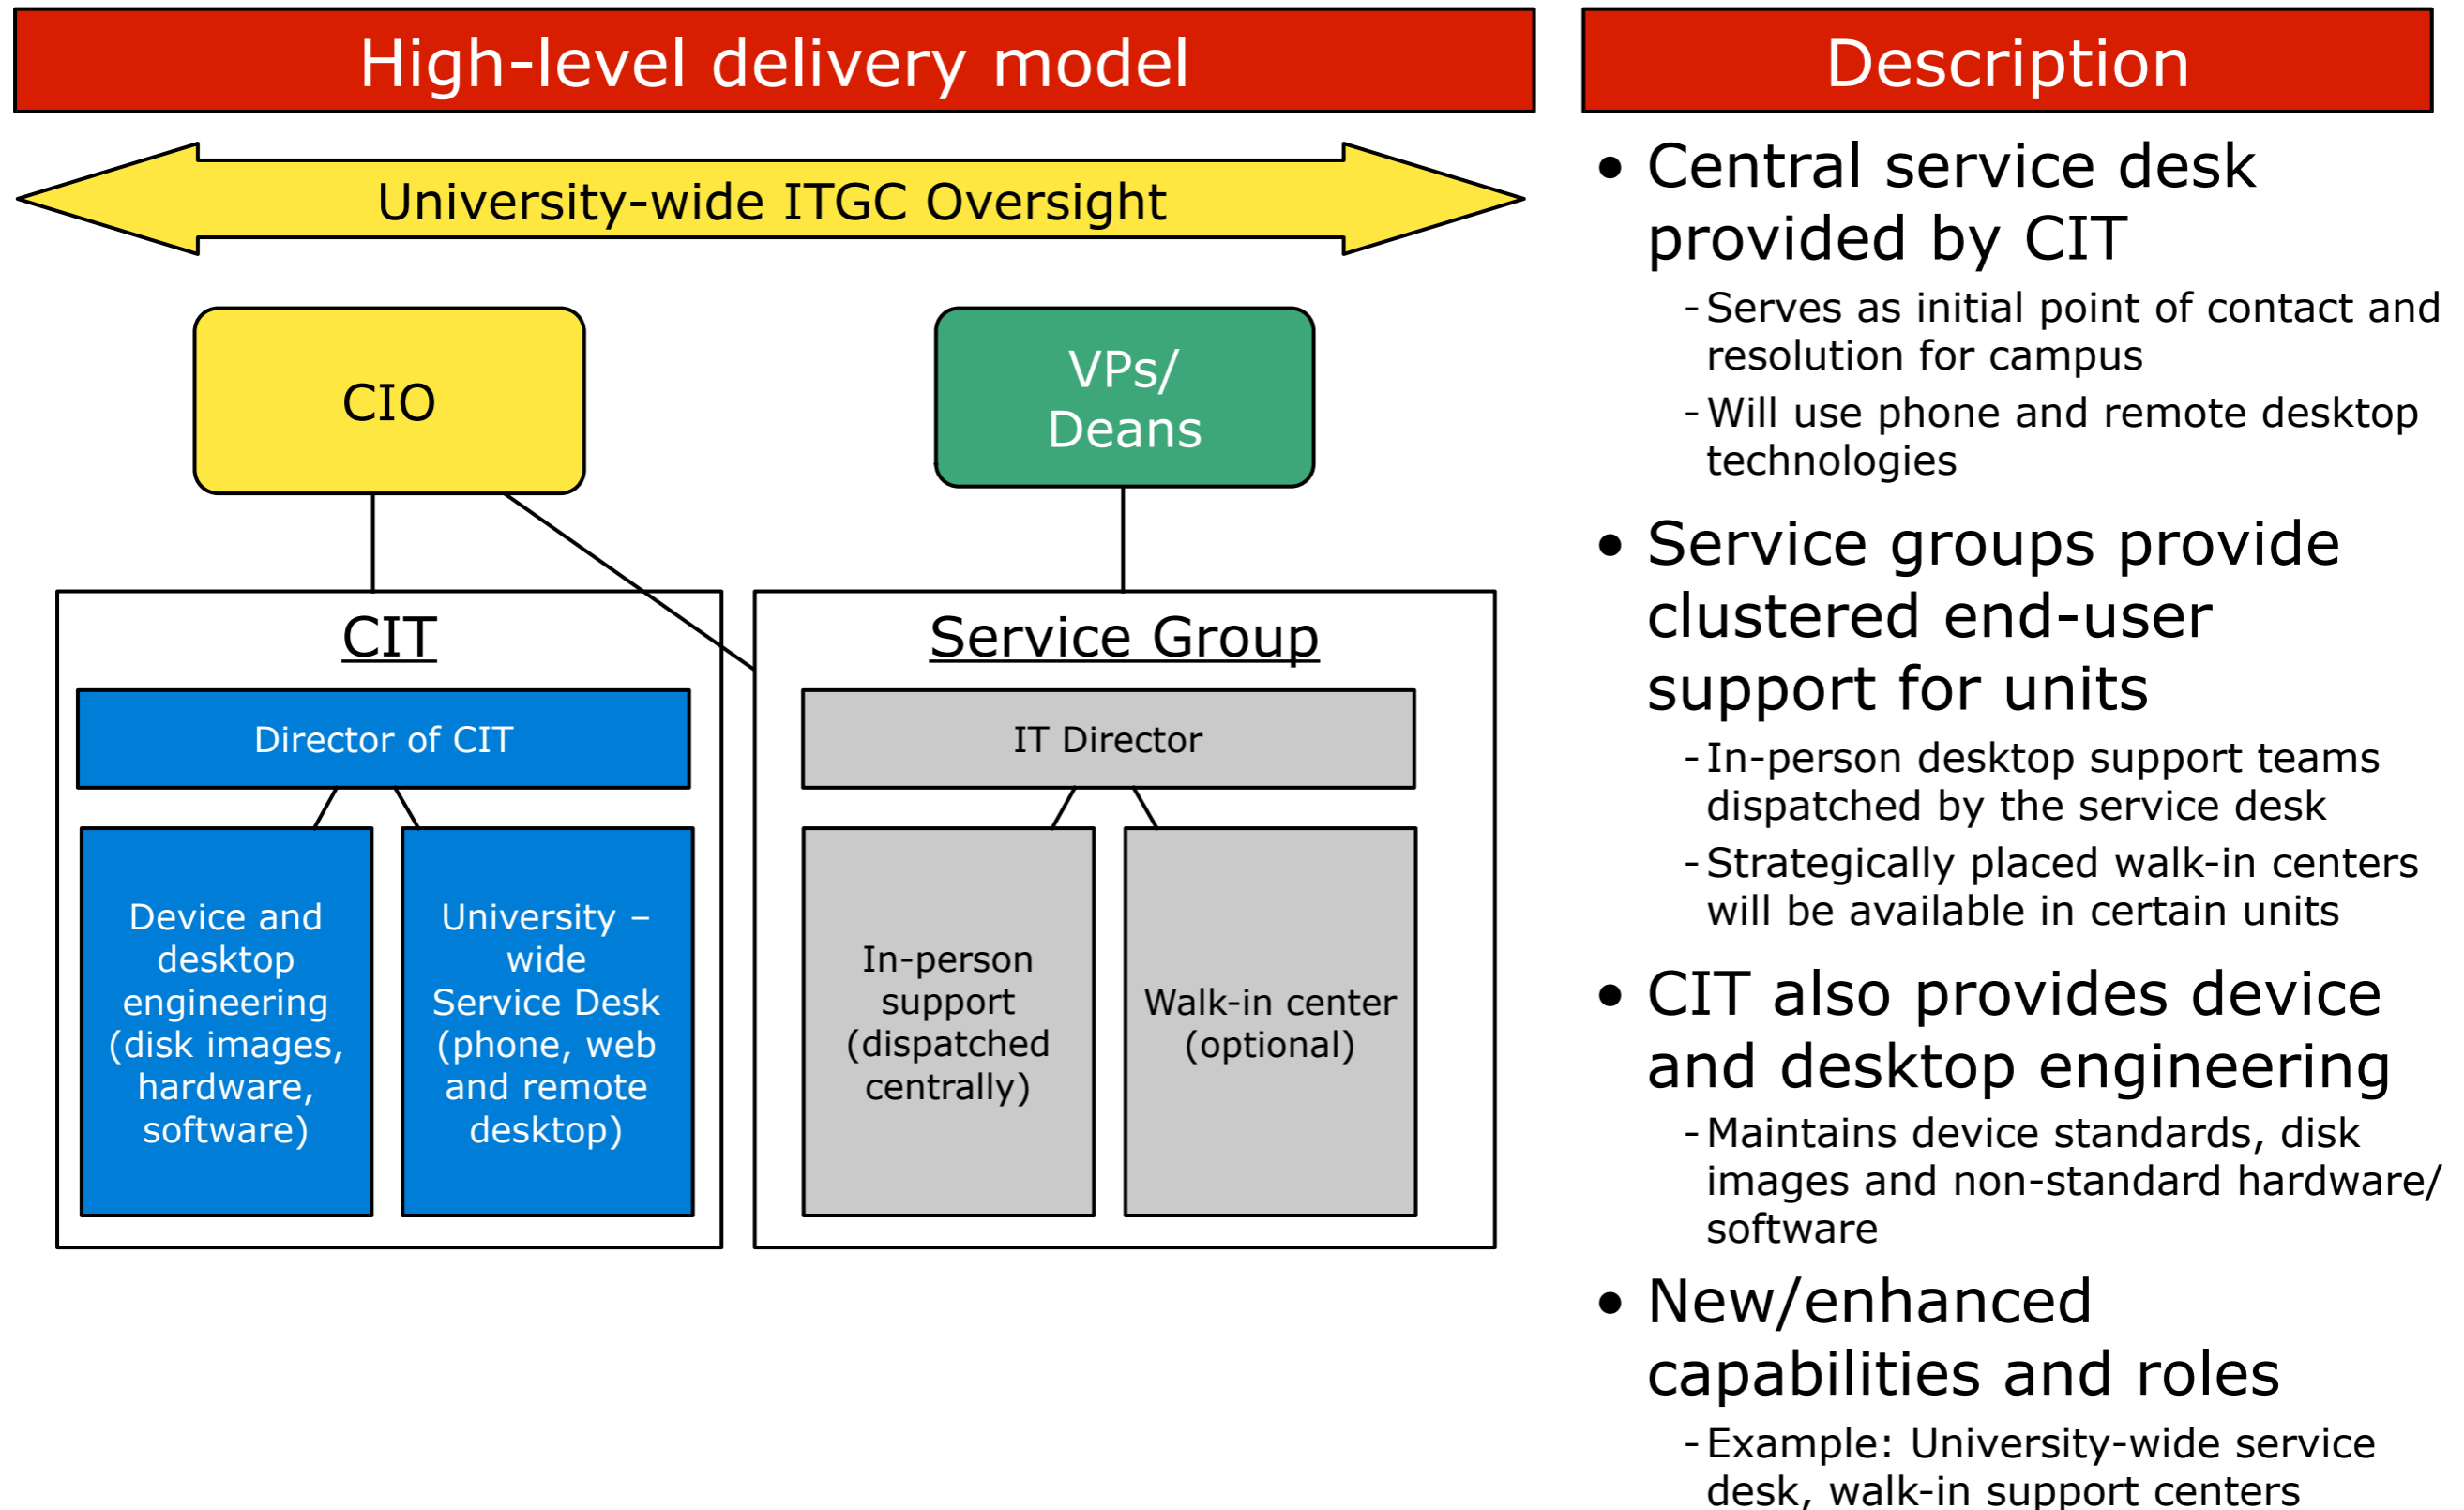 High-level delivery model
University-wide ITGC Oversight
CIO
VPs/
Deans
CIT
Director of CIT
Device and
desktop
engineering
(disk images,
hardware,
software)
University –
wide
Service Desk
(phone, web
and remote
desktop)
Service Group
IT Director
In-person
support
(dispatched
centrally)
Walk-in center
(optional)
Description
• Central service desk
provided by CIT
- Serves as initial point of contact and
resolution for campus
- Will use phone and remote desktop
technologies
• Service groups provide
clustered end-user
support for units
- In-person desktop support teams
dispatched by the service desk
- Strategically placed walk-in centers
will be available in certain units
• CIT also provides device
and desktop engineering
- Maintains device standards, disk
images and non-standard hardware/
software
• New/enhanced
capabilities and roles
- Example: University-wide service
desk, walk-in support centers